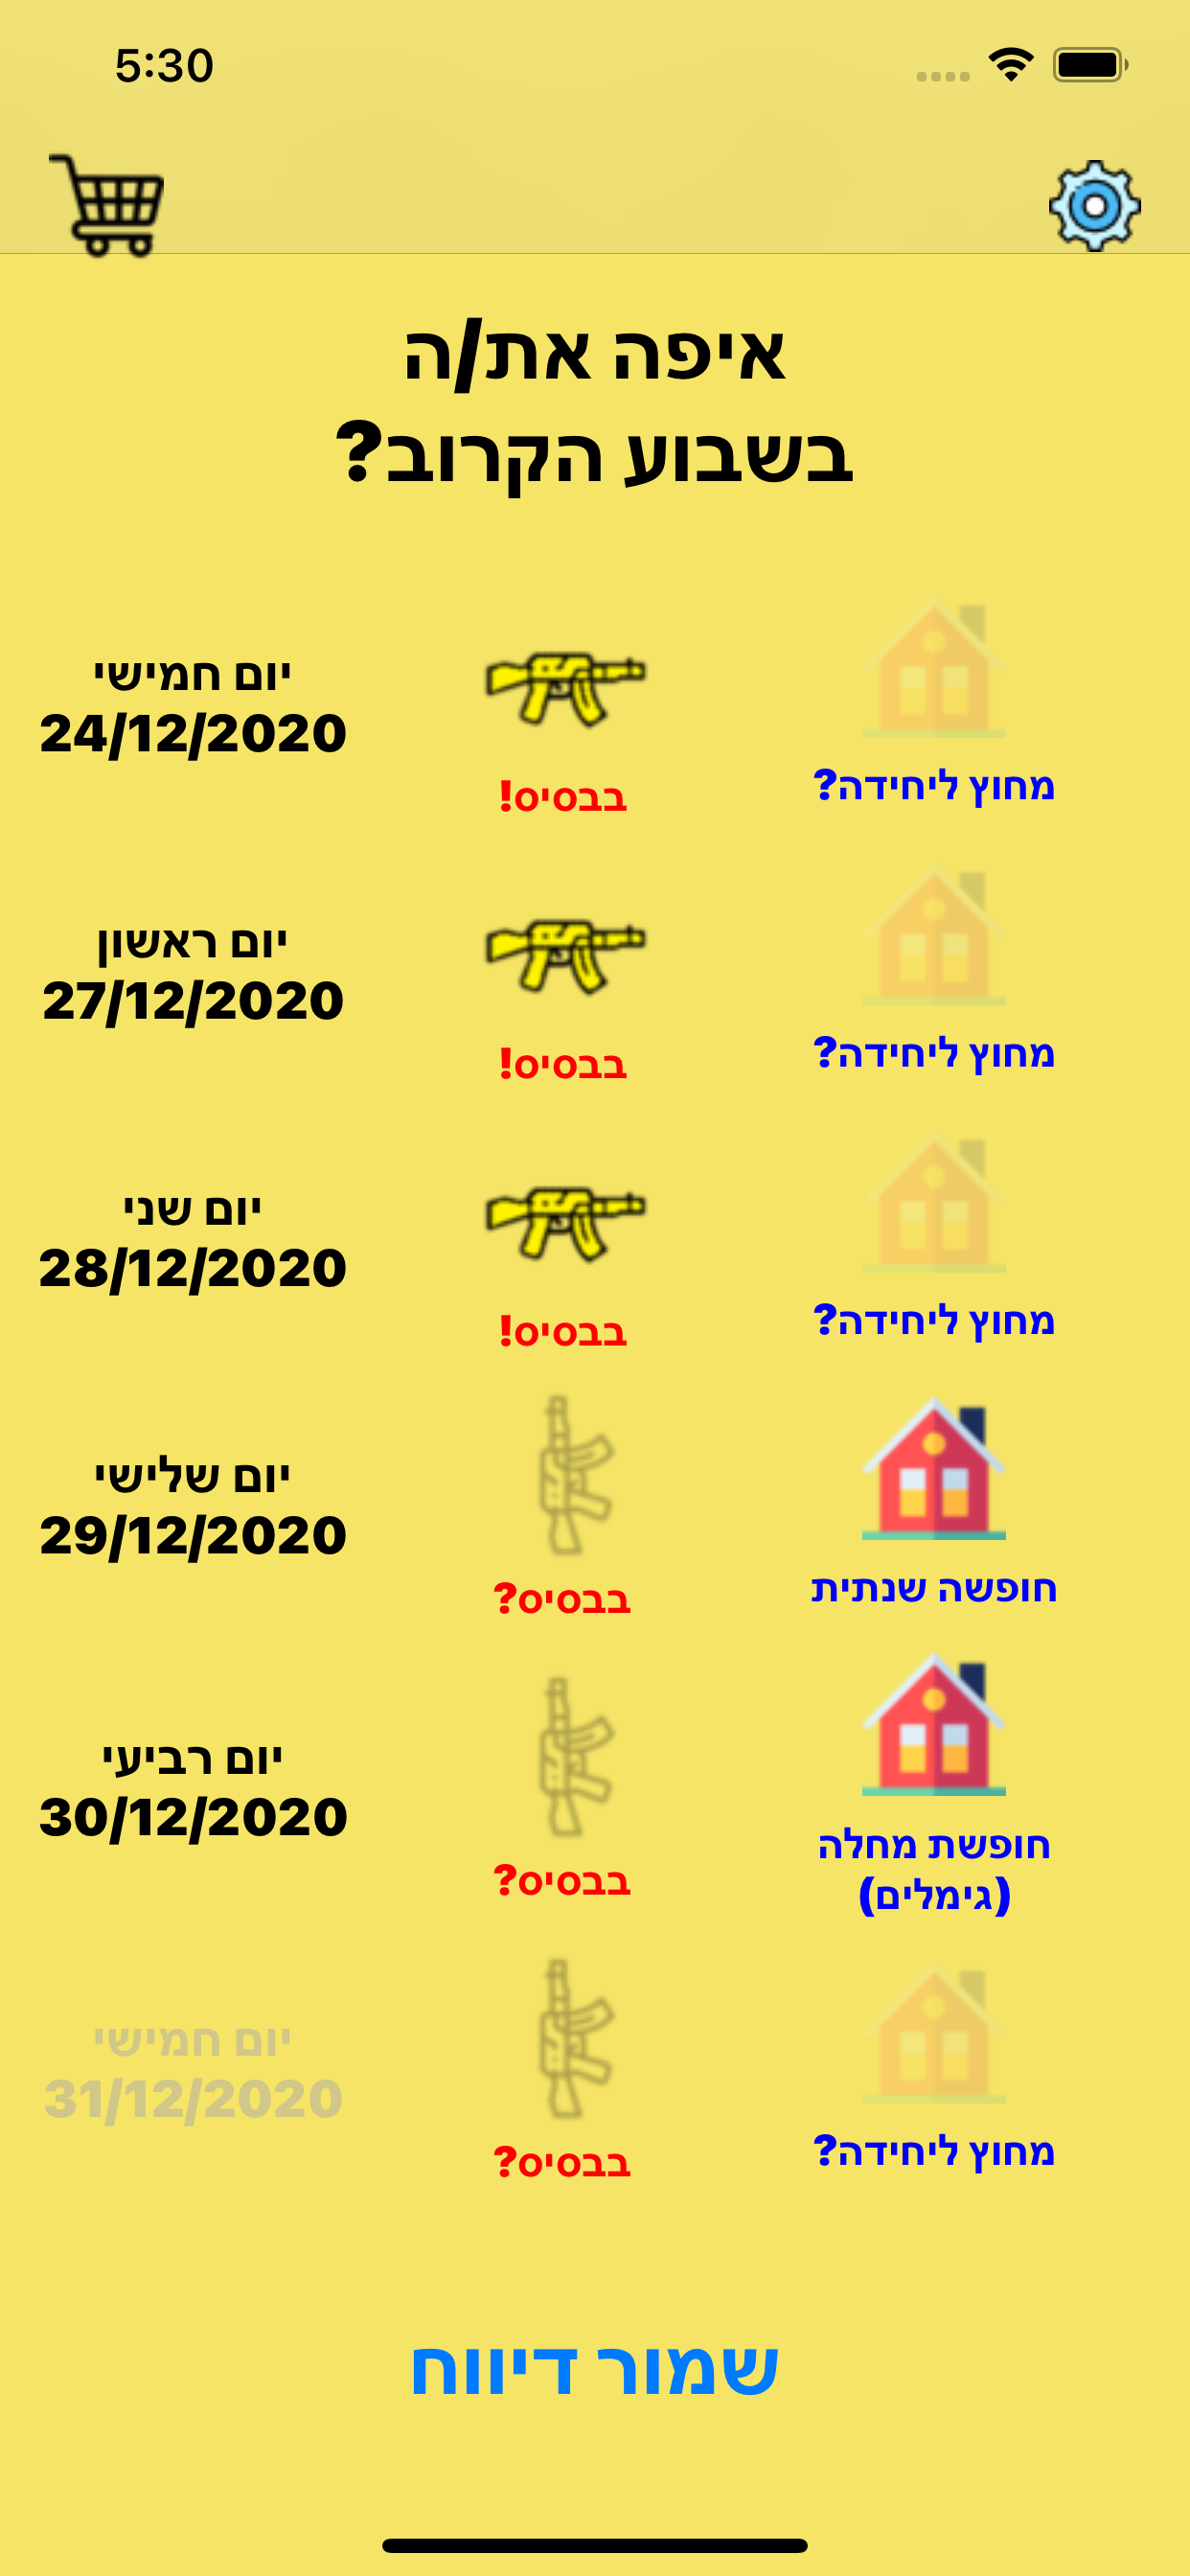 5:30
איפה את/ה
בשבוע הקרוב?
יום חמישי
24/12/2020
בבסיס!
מחוץ ליחידה?
יום ראשון
27/12/2020
בבסיס!
מחוץ ליחידה?
יום שני
28/12/2020
בבסיס!
מחוץ ליחידה?
יום שלישי
29/12/2020
בבסיס?
חופשה שנתית
יום רביעי
30/12/2020
בבסיס?
חופשת מחלה
(גימלים)
יום חמישי
31/12/2020
בבסיס?
מחוץ ליחידה?
שמור דיווח